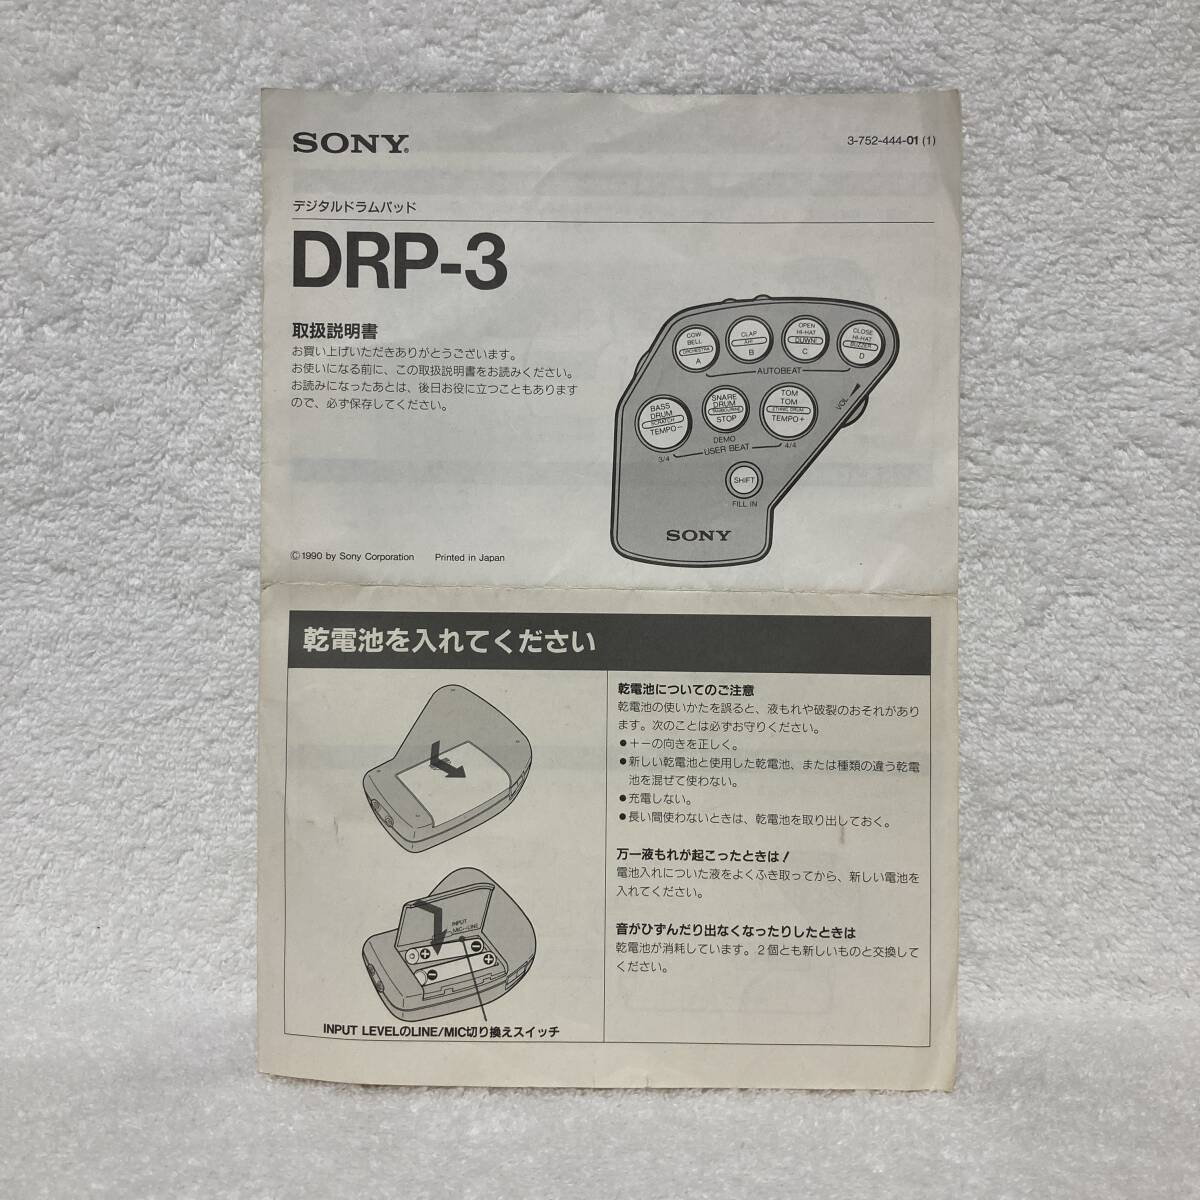 SONY®
3-752-444-01 (1)
デジタルドラムパッド
DRP-3
取扱説明書
お買い上げいただきありがとうございます。
お使いになる前に、この取扱説明書をお読みください。
お読みになったあとは、後日お役に立つこともあります
ので、必ず保存してください。
COW
BELL
ORCHESTRA
A
CLAP
AH!
B
OPEN
HI-HAT
C
CLOSE
HI-HAT
D
AUTOBEAT
VOL
BASS
DRUM
SCRATCH
TEMPO−
SNARE
DRUM
TAMBOURINE
STOP
TOM
TOM
ETHNIC DRUM
TEMPO+
DEMO
3/4
USER BEAT
4/4
SHIFT
FILL IN
SONY
©1990 by Sony Corporation Printed in Japan
乾電池を入れてください
乾電池についてのご注意
乾電池の使いかたを誤ると、液もれや破裂のおそれがあり
ます。次のことは必ずお守りください。
●＋−の向きを正しく。
●新しい乾電池と使用した乾電池、または種類の違う乾電
池を混ぜて使わない。
●充電しない。
●長い間使わないときは、乾電池を取り出しておく。
万一液もれが起こったときは！
電池入れについた液をよくふき取ってから、新しい電池を
入れてください。
音がひずんだり出なくなったりしたときは
乾電池が消耗しています。2個とも新しいものと交換して
ください。
INPUT
MIC LINE
INPUT LEVELのLINE/MIC切り換えスイッチ